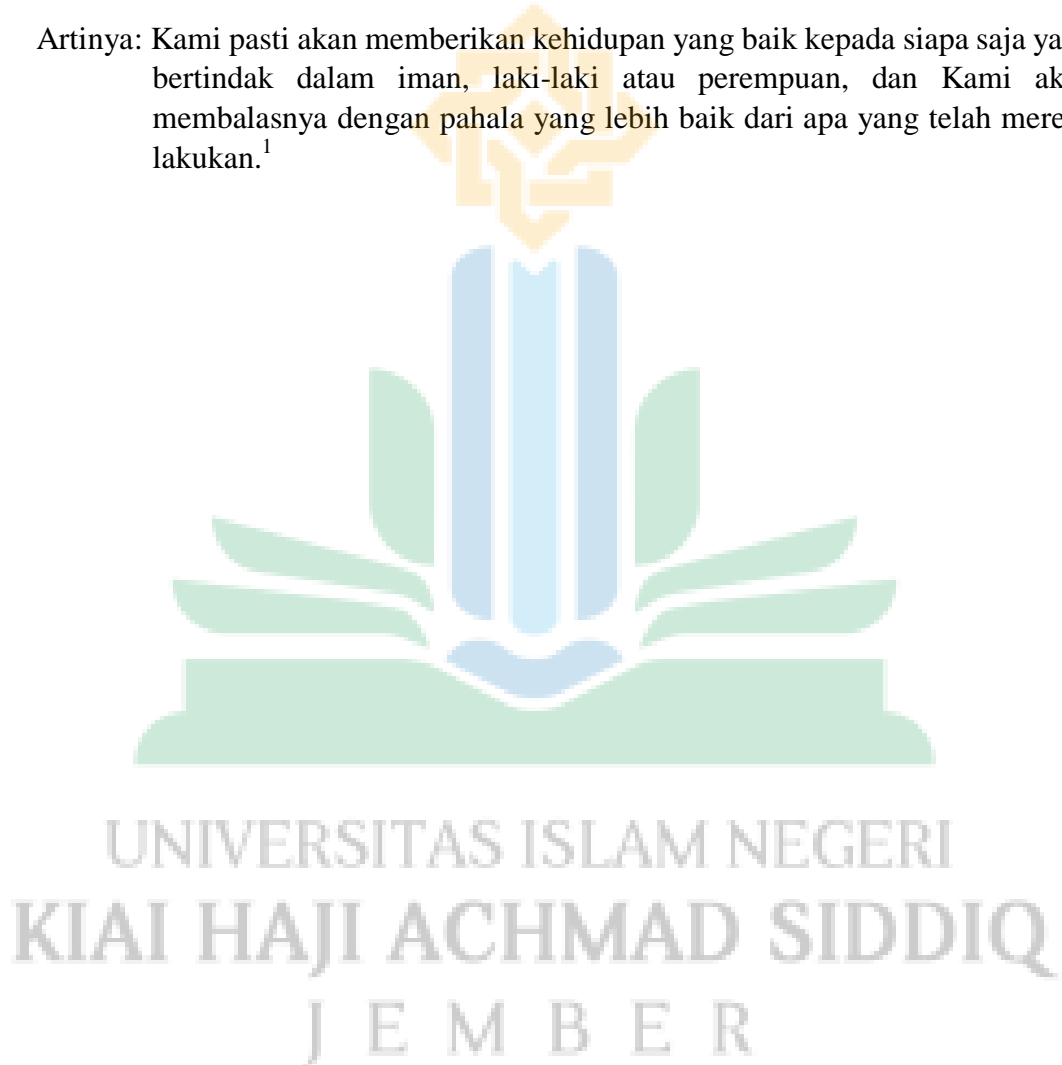 Artinya: Kami pasti akan memberikan kehidupan yang baik kepada siapa saja ya
bertindak dalam iman, laki-laki atau perempuan, dan Kami ak
membalasnya dengan pahala yang lebih baik dari apa yang telah mere
lakukan.1
UNIVERSITAS ISLAM NEGERI
KIAI HAJI ACHMAD SIDDIQ
JEMBER